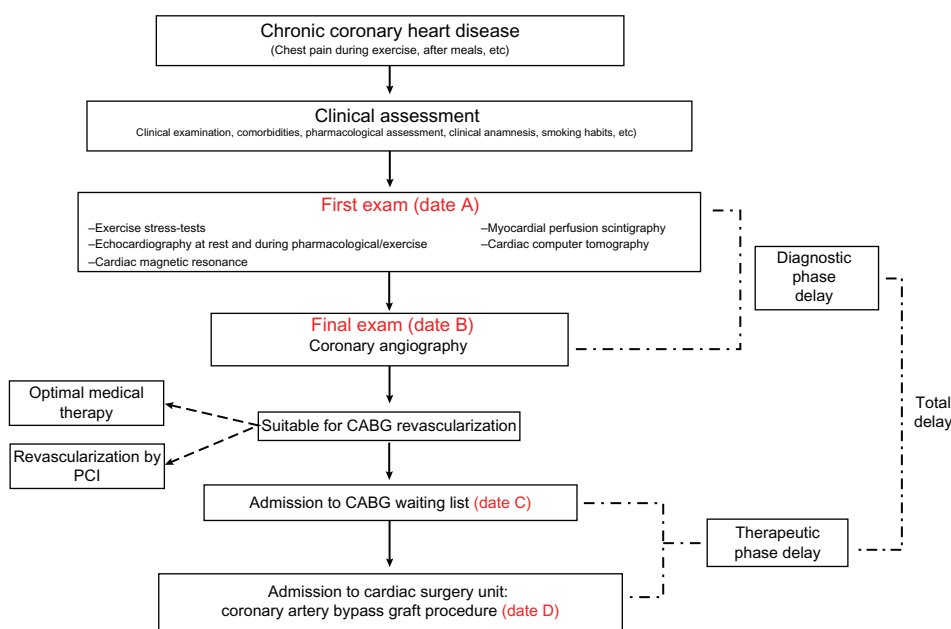 Chronic coronary heart disease
(Chest pain during exercise, after meals, etc)
Clinical assessment
(Clinical examination, comorbidities, pharmacological assessment, clinical anamnesis, smoking habits, etc)
First exam (date A)
–Exercise stress-tests
–Echocardiography at rest and during pharmacological/exercise
–Cardiac magnetic resonance
–Myocardial perfusion scintigraphy
–Cardiac computer tomography
Diagnostic
phase
delay
Final exam (date B)
Coronary angiography
Optimal medical
therapy
Suitable for CABG revascularization
Revascularization by
PCI
Total
delay
Admission to CABG waiting list (date C)
Therapeutic
phase delay
Admission to cardiac surgery unit:
coronary artery bypass graft procedure (date D)